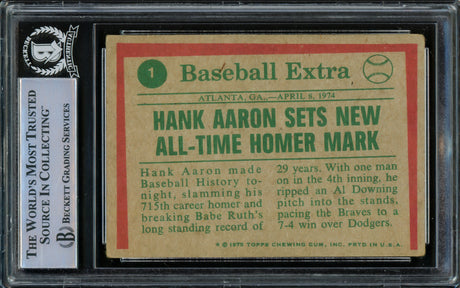 THE WORLD'S MOST TRUSTED
SOURCE IN COLLECTING™
BECKETT GRADING SERVICES
1
Baseball Extra
ATLANTA, GA.,—APRIL 8, 1974
HANK AARON SETS NEW
ALL-TIME HOMER MARK
Hank Aaron made
Baseball History to-
night, slamming his
715th career homer and
breaking Babe Ruth's
long standing record of
29 years. With one man
on in the 4th inning, he
ripped an Al Downing
pitch into the stands,
pacing the Braves to a
7-4 win over Dodgers.
* © 1975 TOPPS CHEWING GUM, INC. PRTD IN U.S.A.